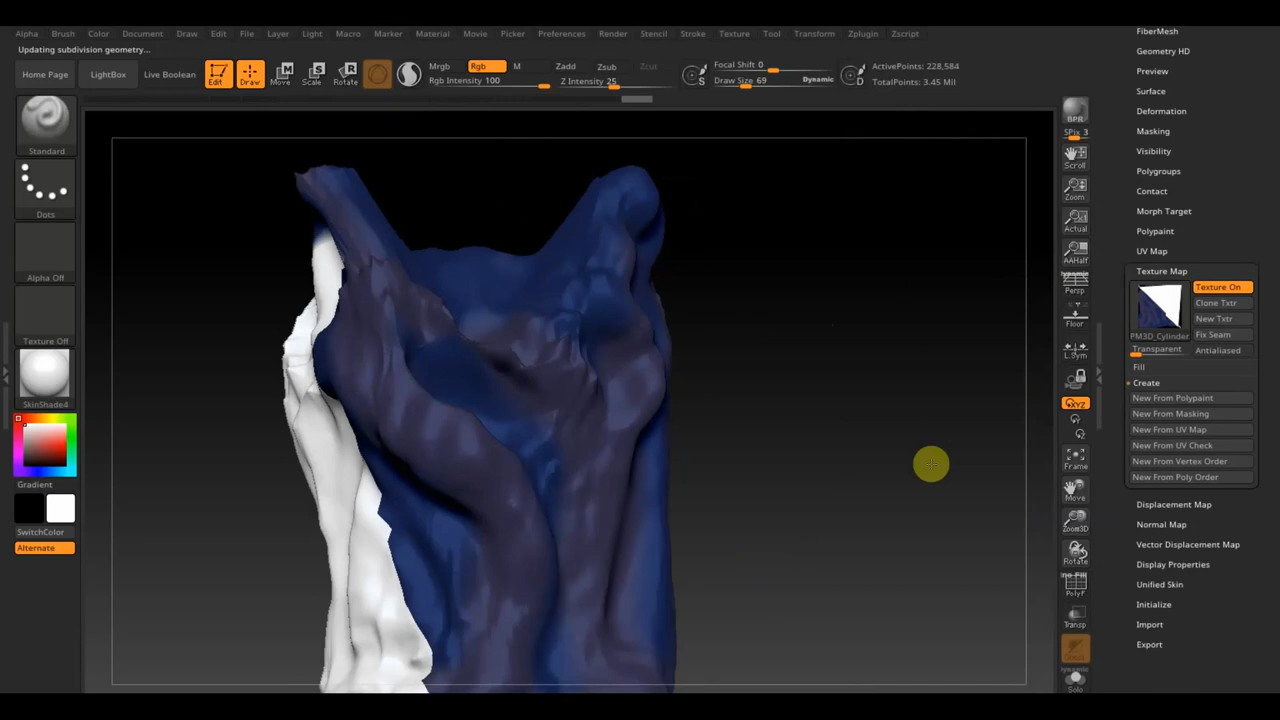 Alpha Brush Color Document Draw Edit File Layer Light Macro Marker Material Movie Picker Preferences Render Stencil Stroke Texture Tool Transform Zplugin Zscript
Updating subdivision geometry...
Home Page
LightBox
Live Boolean
Edit
Draw
Move
Scale
Rotate
Mrgb
Rgb
M
Zadd
Zsub
Zcut
Rgb Intensity 100
Z Intensity 25
S
Focal Shift 0
Draw Size 69
Dynamic
D
ActivePoints: 228,584
TotalPoints: 3.45 Mil
Standard
Dots
Alpha Off
Texture Off
SkinShade4
Gradient
SwitchColor
Alternate
BPR
SPix 3
Scroll
Zoom
Actual
AAHalf
Dynamic
Persp
Floor
L.Sym
XYZ
Y
Z
Frame
Move
Zoom3D
Rotate
Line Fill
PolyF
Transp
Dynamic
Solo
FiberMesh
Geometry HD
Preview
Surface
Deformation
Masking
Visibility
Polygroups
Contact
Morph Target
Polypaint
UV Map
Texture Map
Texture On
Clone Txtr
New Txtr
PM3D_Cylinder
Fix Seam
Transparent
Antialiased
Fill
Create
New From Polypaint
New From Masking
New From UV Map
New From UV Check
New From Vertex Order
New From Poly Order
Displacement Map
Normal Map
Vector Displacement Map
Display Properties
Unified Skin
Initialize
Import
Export